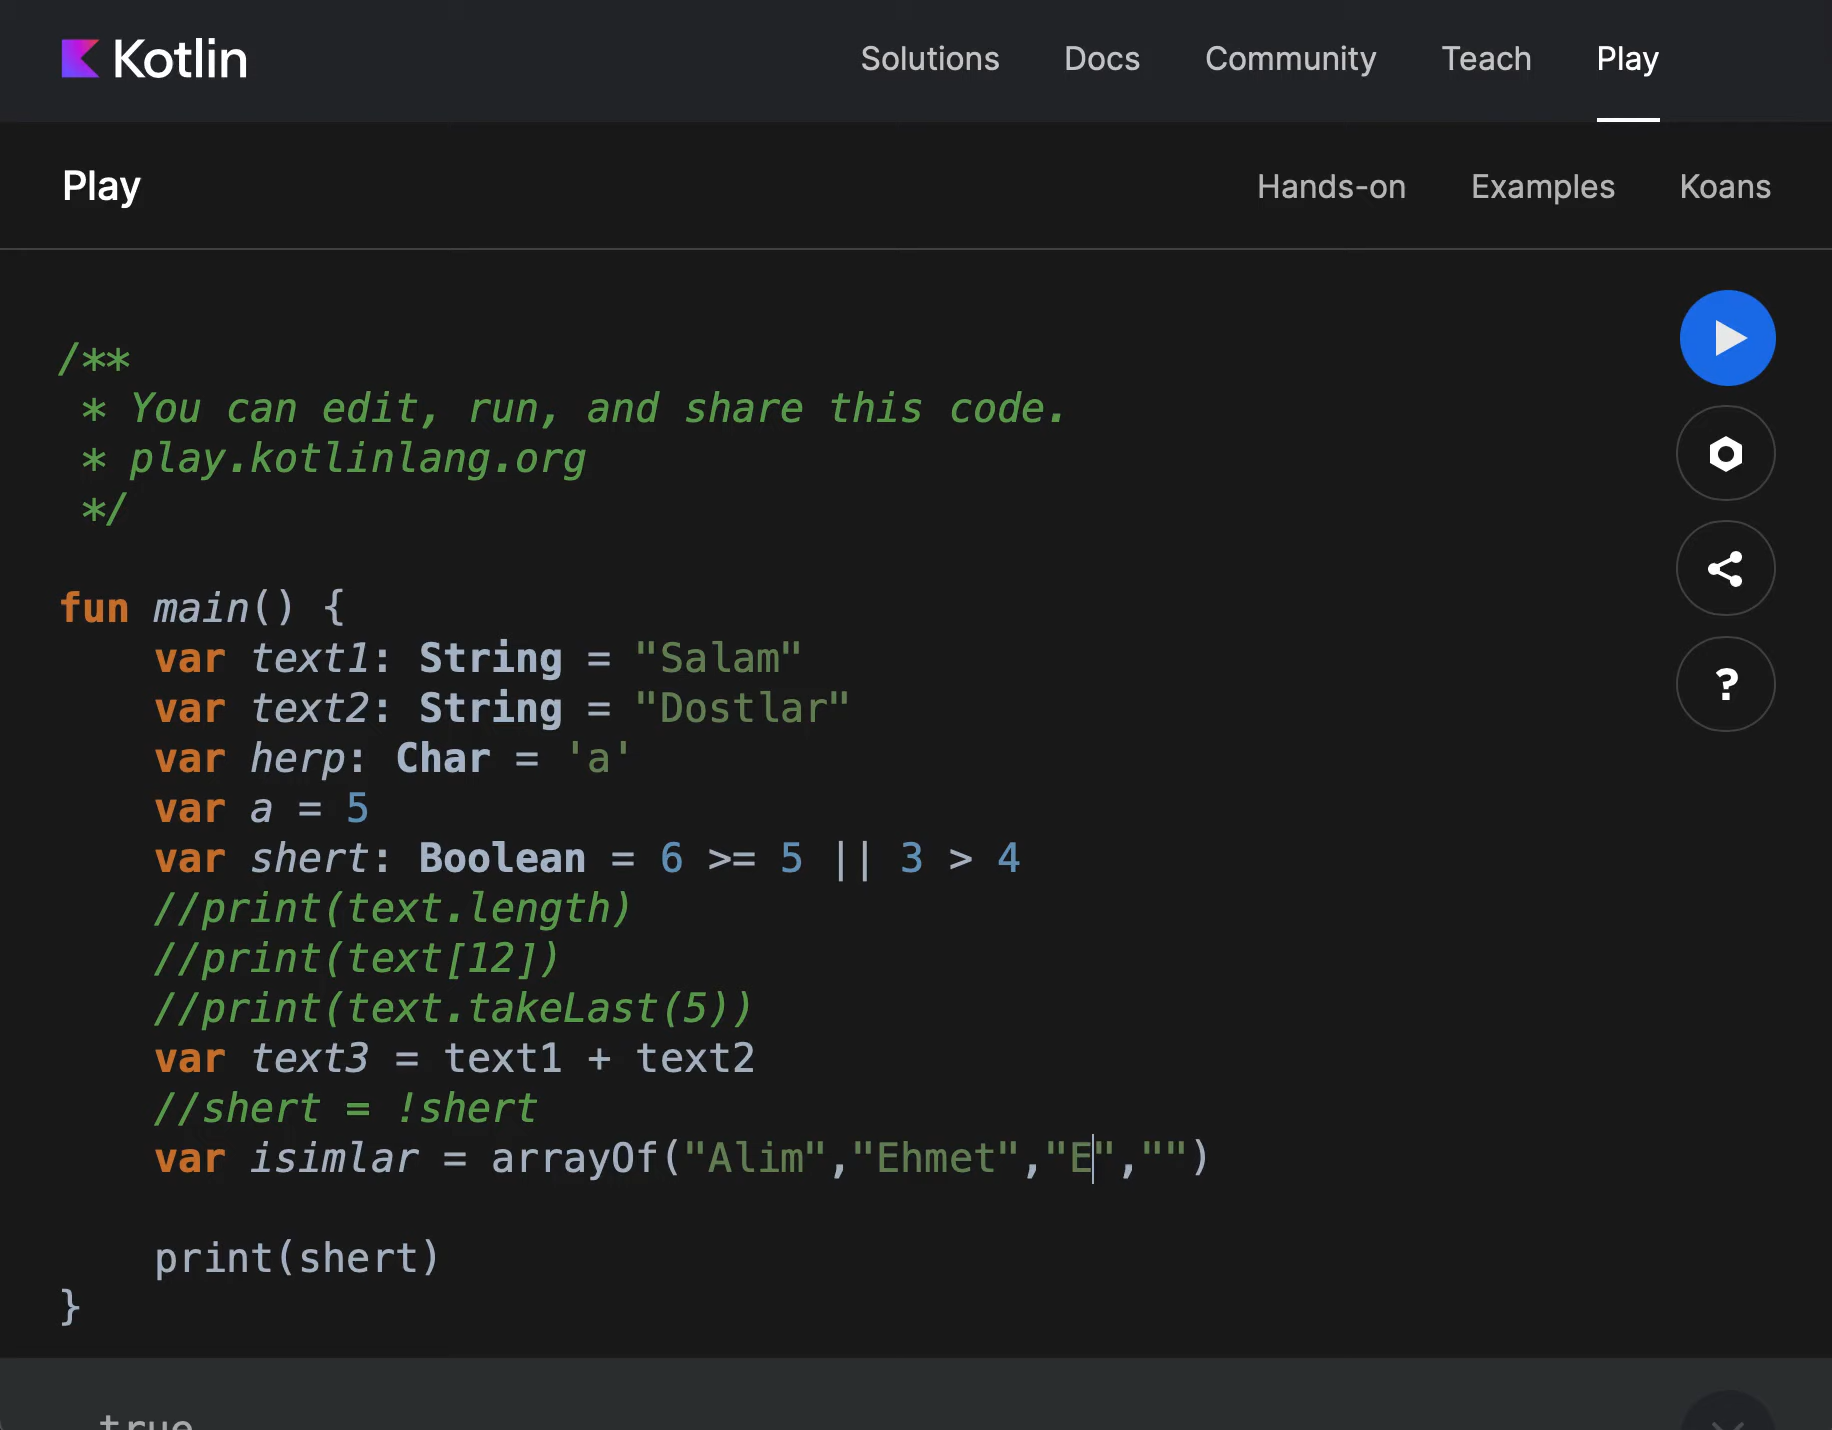 Kotlin
Solutions Docs Community Teach Play
Play
Hands-on Examples Koans
/**
 * You can edit, run, and share this code.
 * play.kotlinlang.org
 */
fun main() {
    var text1: String = "Salam"
    var text2: String = "Dostlar"
    var herp: Char = 'a'
    var a = 5
    var shert: Boolean = 6 >= 5 || 3 > 4
    //print(text.length)
    //print(text[12])
    //print(text.takeLast(5))
    var text3 = text1 + text2
    //shert = !shert
    var isimlar = arrayOf("Alim","Ehmet","E","")
    print(shert)
}
true